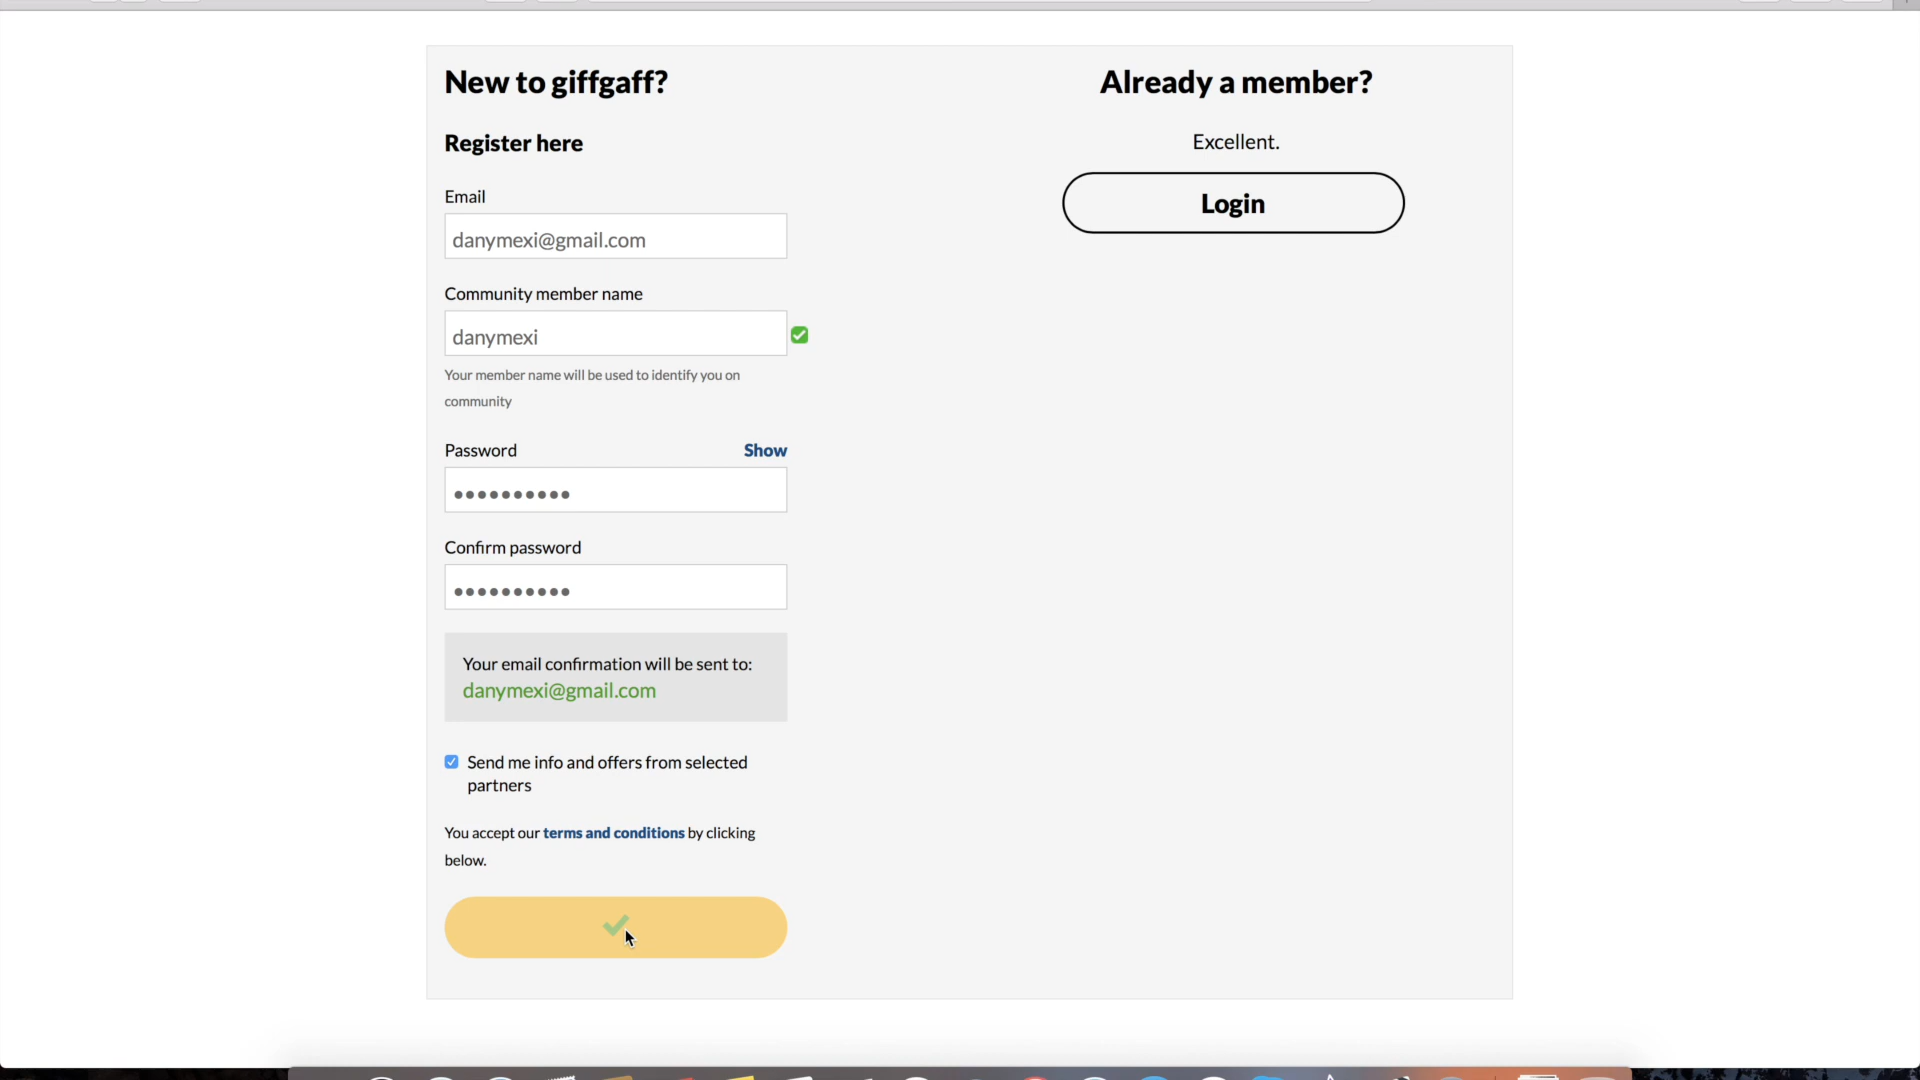 New to giffgaff?
Already a member?
Register here
Excellent.
Login
Email
danymexi@gmail.com
Community member name
danymexi
Your member name will be used to identify you on
community
Password
Show
Confirm password
Your email confirmation will be sent to:
danymexi@gmail.com
Send me info and offers from selected
partners
You accept our terms and conditions by clicking
below.